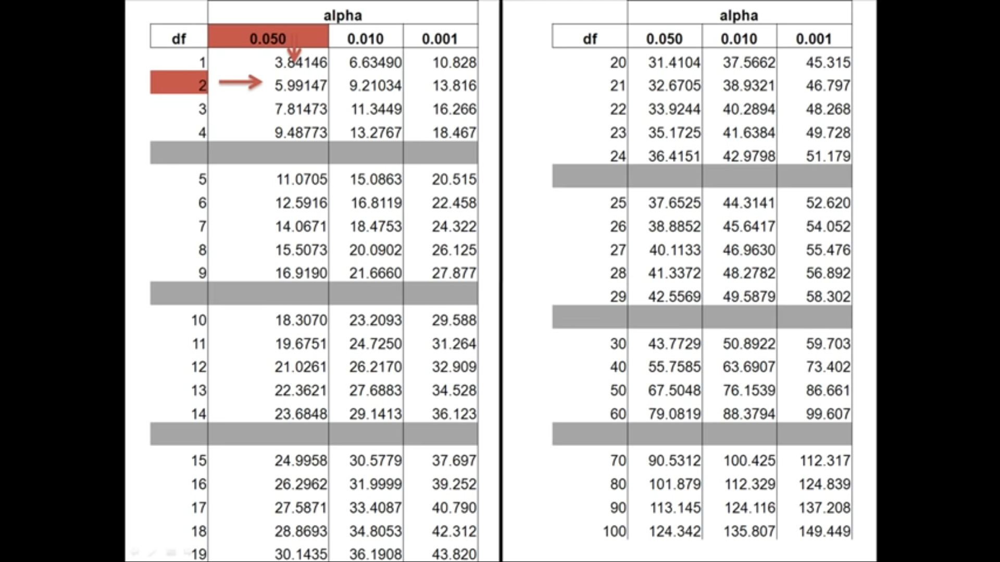 alpha
df 0.050 0.010 0.001
1 3.84146 6.63490 10.828
2 5.99147 9.21034 13.816
3 7.81473 11.3449 16.266
4 9.48773 13.2767 18.467
5 11.0705 15.0863 20.515
6 12.5916 16.8119 22.458
7 14.0671 18.4753 24.322
8 15.5073 20.0902 26.125
9 16.9190 21.6660 27.877
10 18.3070 23.2093 29.588
11 19.6751 24.7250 31.264
12 21.0261 26.2170 32.909
13 22.3621 27.6883 34.528
14 23.6848 29.1413 36.123
15 24.9958 30.5779 37.697
16 26.2962 31.9999 39.252
17 27.5871 33.4087 40.790
18 28.8693 34.8053 42.312
19 30.1435 36.1908 43.820
alpha
df 0.050 0.010 0.001
20 31.4104 37.5662 45.315
21 32.6705 38.9321 46.797
22 33.9244 40.2894 48.268
23 35.1725 41.6384 49.728
24 36.4151 42.9798 51.179
25 37.6525 44.3141 52.620
26 38.8852 45.6417 54.052
27 40.1133 46.9630 55.476
28 41.3372 48.2782 56.892
29 42.5569 49.5879 58.302
30 43.7729 50.8922 59.703
40 55.7585 63.6907 73.402
50 67.5048 76.1539 86.661
60 79.0819 88.3794 99.607
70 90.5312 100.425 112.317
80 101.879 112.329 124.839
90 113.145 124.116 137.208
100 124.342 135.807 149.449